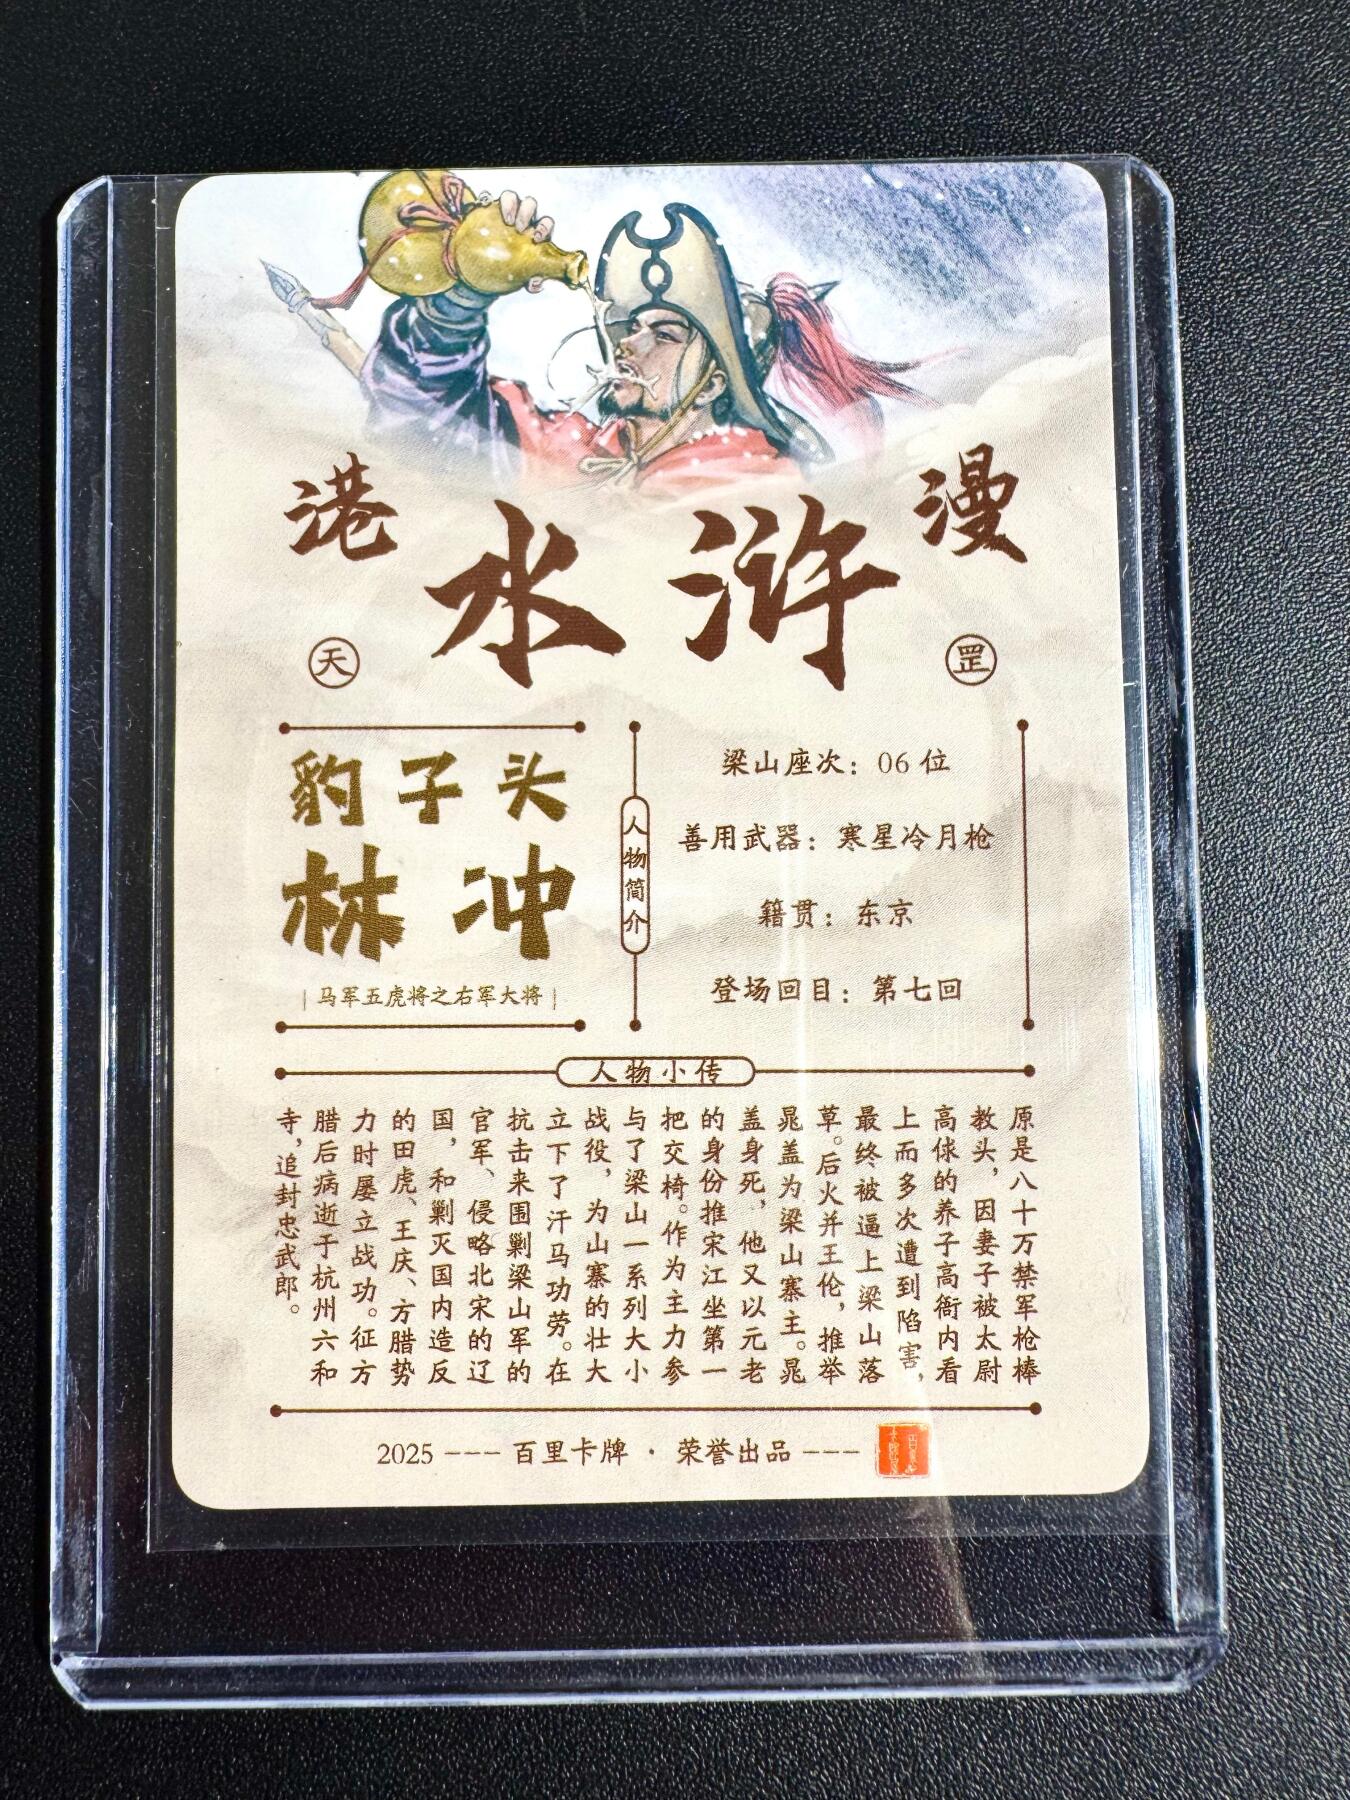 港
水浒
漫
天
罡
豹子头
林冲
马军五虎将之右军大将
人物简介
梁山座次：06位
善用武器：寒星冷月枪
籍贯：东京
登场回目：第七回
人物小传
原是八十万禁军枪棒
教头，因妻子被太尉
高俅的养子高衙内看
上而多次遭到陷害，
最终被逼上梁山落
草。后火并王伦，推举
晁盖为梁山寨主。晁
盖身死，他又以元老
的身份推宋江坐第一
把交椅。作为主力参
与了梁山一系列大小
战役，为山寨的壮大
立下了汗马功劳。在
抗击来围剿梁山军的
官军、侵略北宋的辽
国，和剿灭国内造反
的田虎、王庆、方腊势
力时屡立战功。征方
腊后病逝于杭州六和
寺，追封忠武郎。
2025 --- 百里卡牌 · 荣誉出品 ---